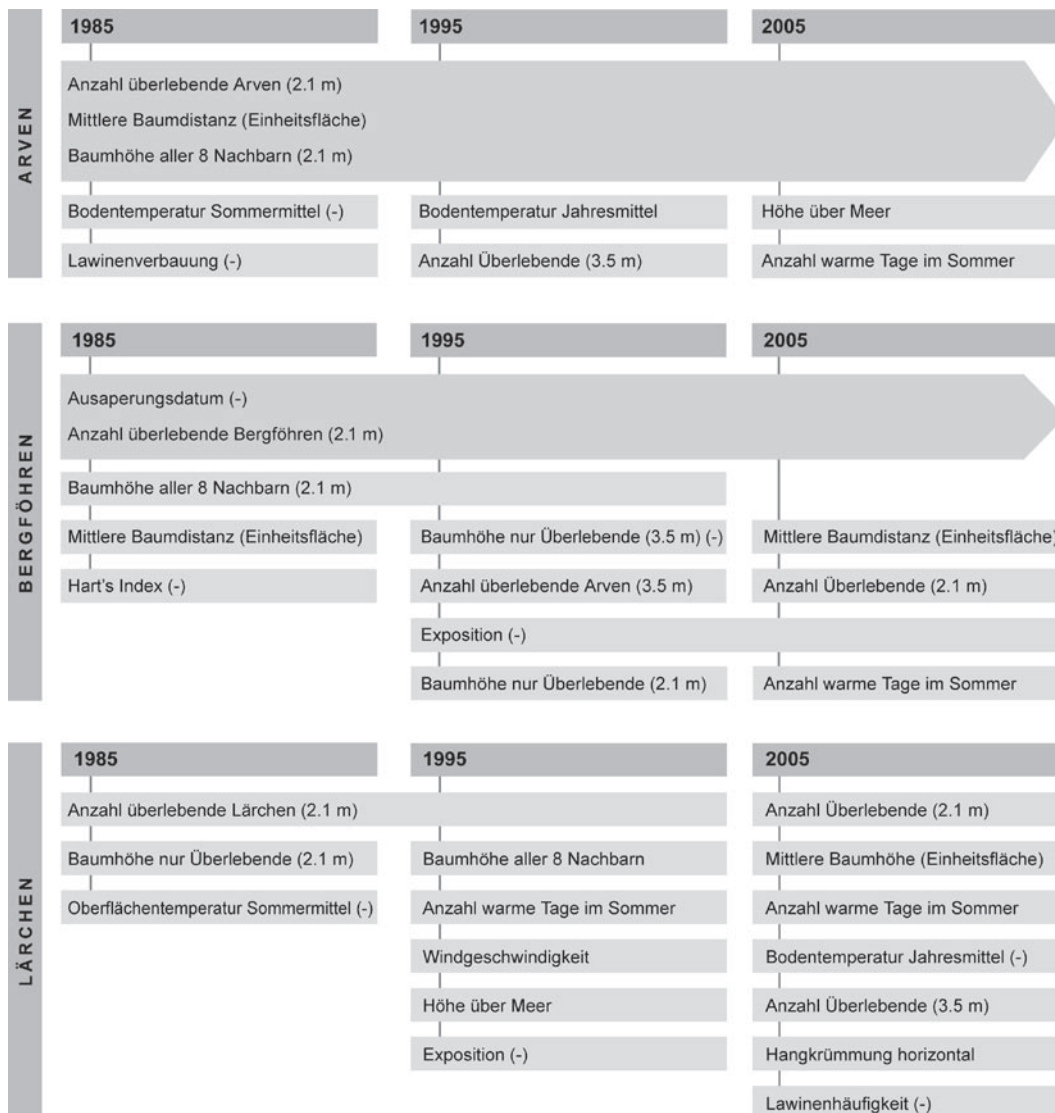 ARVEN
1985 1995 2005
Anzahl überlebende Arven (2.1 m)
Mittlere Baumdistanz (Einheitsfläche)
Baumhöhe aller 8 Nachbarn (2.1 m)
Bodentemperatur Sommermittel (-) Bodentemperatur Jahresmittel Höhe über Meer
Lawinenverbauung (-) Anzahl Überlebende (3.5 m) Anzahl warme Tage im Sommer
BERGFÖHREN
1985 1995 2005
Ausaperungsdatum (-)
Anzahl überlebende Bergföhren (2.1 m)
Baumhöhe aller 8 Nachbarn (2.1 m)
Mittlere Baumdistanz (Einheitsfläche) Baumhöhe nur Überlebende (3.5 m) (-) Mittlere Baumdistanz (Einheitsfläche)
Hart's Index (-) Anzahl überlebende Arven (3.5 m) Anzahl Überlebende (2.1 m)
Exposition (-)
Baumhöhe nur Überlebende (2.1 m) Anzahl warme Tage im Sommer
LÄRCHEN
1985 1995 2005
Anzahl überlebende Lärchen (2.1 m) Anzahl Überlebende (2.1 m)
Baumhöhe nur Überlebende (2.1 m) Baumhöhe aller 8 Nachbarn Mittlere Baumhöhe (Einheitsfläche)
Oberflächentemperatur Sommermittel (-) Anzahl warme Tage im Sommer Anzahl warme Tage im Sommer
Windgeschwindigkeit Bodentemperatur Jahresmittel (-)
Höhe über Meer Anzahl Überlebende (3.5 m)
Exposition (-) Hangkrümmung horizontal
Lawinenhäufigkeit (-)